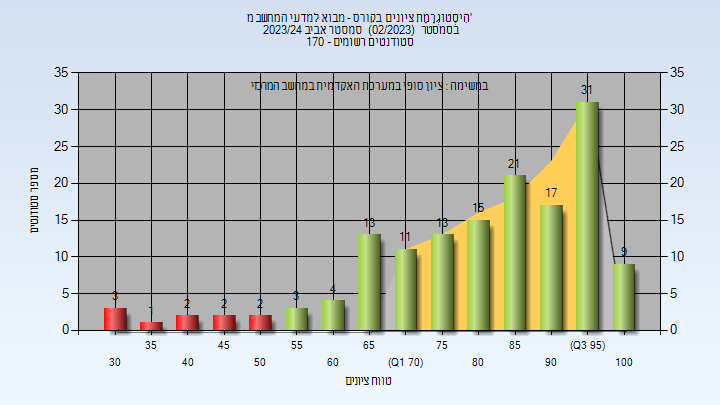 היסטוגרמת ציונים בקורס - מבוא למדעי המחשב מ'
בסמסטר (02/2023) סמסטר אביב 2023/24
סטודנטים רשומים - 170
במשימה : ציון סופי במערכת האקדמית במחשב המרכזי
מספר סטודנטים
35 35
30 30
25 25
20 20
15 15
10 10
5 5
0 0
3 1 2 2 2 3 4 13 11 13 15 21 17 31 9
35 45 55 65 75 85 (Q3 95)
30 40 50 60 (Q1 70) 80 90 100
טווח ציונים